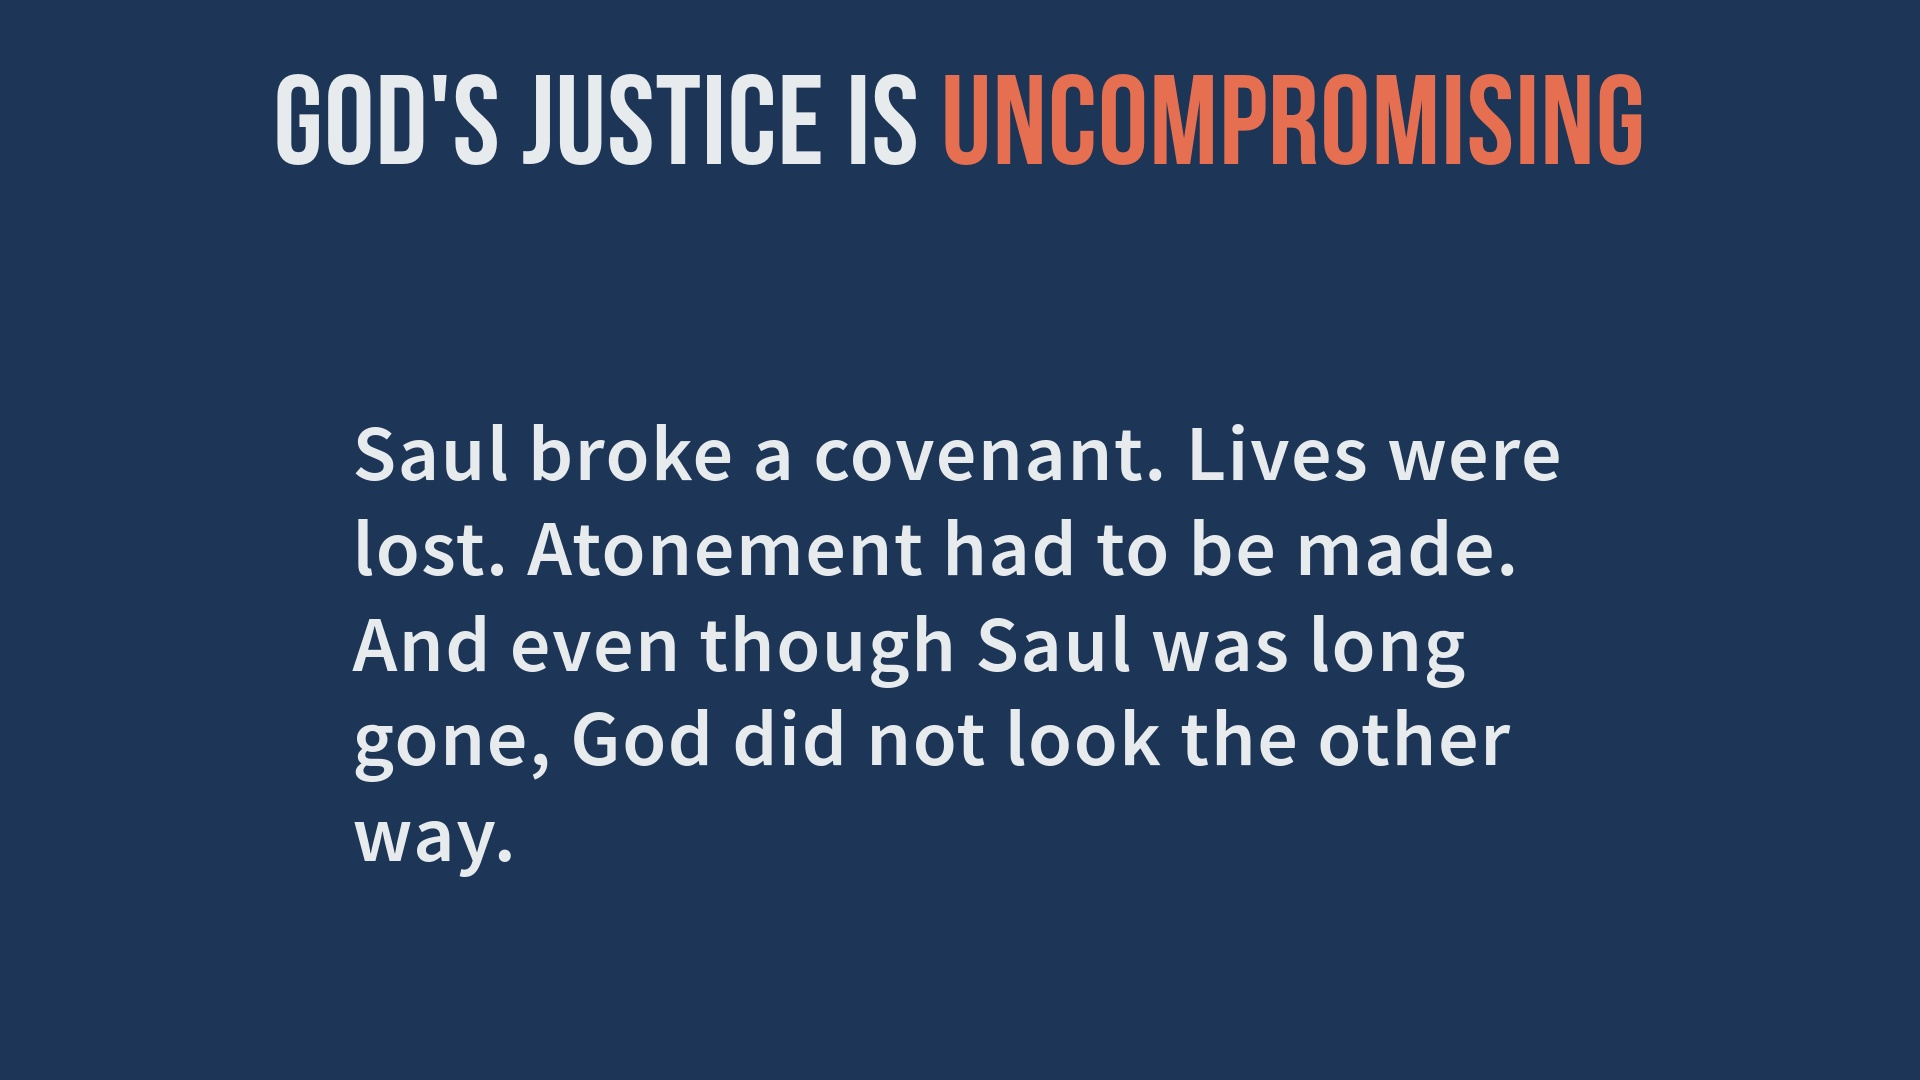 GOD'S JUSTICE IS UNCOMPROMISING
Saul broke a covenant. Lives were
lost. Atonement had to be made.
And even though Saul was long
gone, God did not look the other
way.